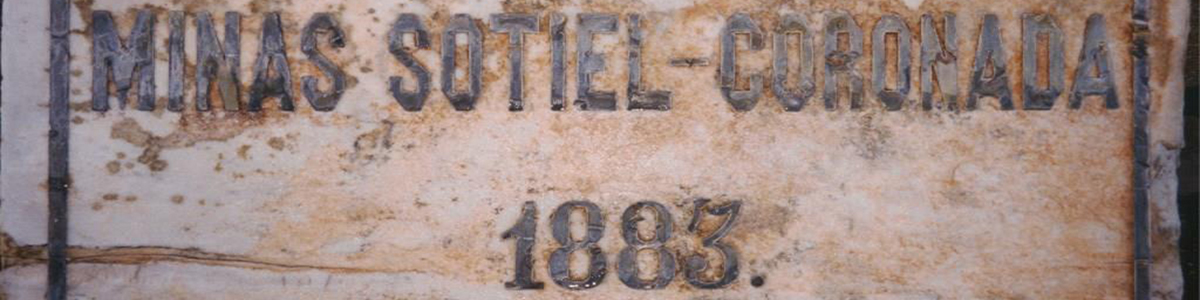 MINAS SOTIEL-CORONADA
1883.